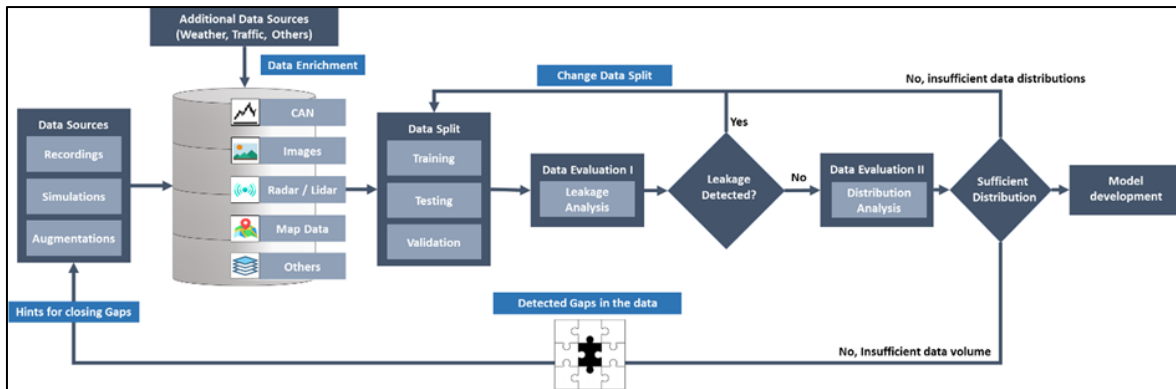 Additional Data Sources
(Weather, Traffic, Others)
Data Enrichment
Data Sources
Recordings
Simulations
Augmentations
Hints for closing Gaps
CAN
Images
Radar / Lidar
Map Data
Others
Change Data Split
Data Split
Training
Testing
Validation
Data Evaluation I
Leakage
Analysis
Leakage
Detected?
Yes
No
Data Evaluation II
Distribution
Analysis
No, insufficient data distributions
Sufficient
Distribution
Model
development
Detected Gaps in the data
No, Insufficient data volume